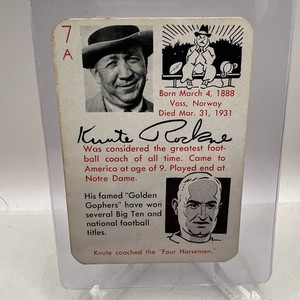 7
A
Born March 4, 1888
Voss, Norway
Died Mar. 31, 1931
Knute Rockne
Was considered the greatest foot-
ball coach of all time. Came to
America at age of 9. Played end at
Notre Dame.
His famed "Golden
Gophers" have won
several Big Ten and
national football
titles.
Knute coached the "Four Horsemen."